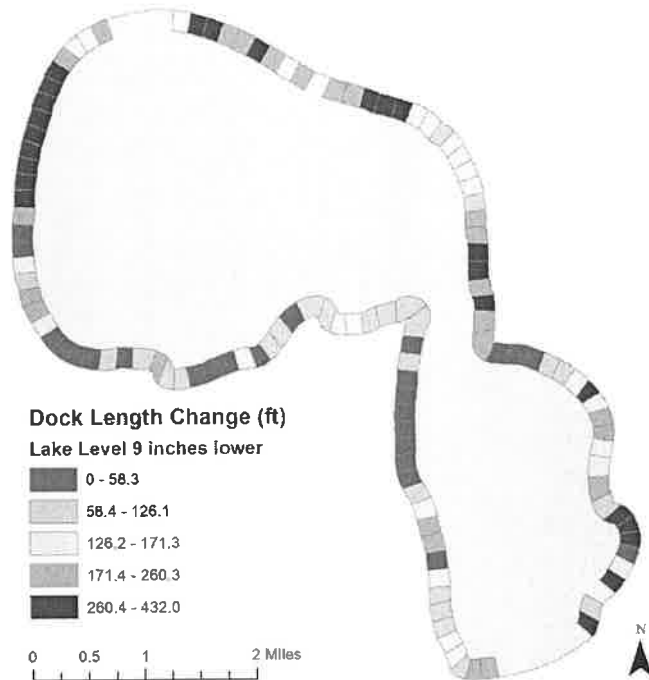 Dock Length Change (ft)
Lake Level 9 inches lower
0 - 58.3
58.4 - 126.1
126.2 - 171.3
171.4 - 260.3
260.4 - 432.0
0 0.5 1 2 Miles
N